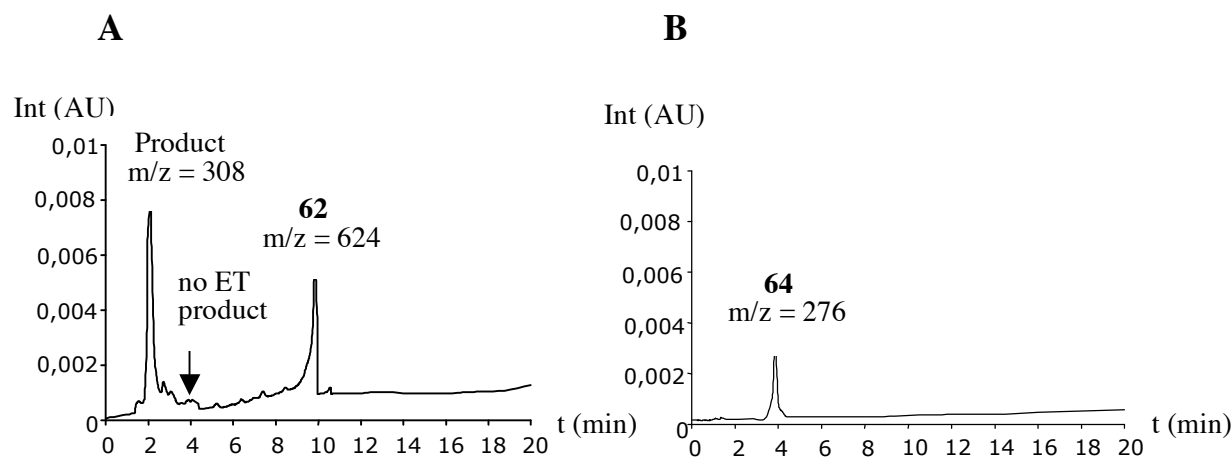 A
Int (AU)
0,01
0,008
0,006
0,004
0,002
0
Product
m/z = 308
62
m/z = 624
no ET
product
0 2 4 6 8 10 12 14 16 18 20
t (min)
B
Int (AU)
0,01
0,008
0,006
0,004
0,002
0
64
m/z = 276
0 2 4 6 8 10 12 14 16 18 20
t (min)